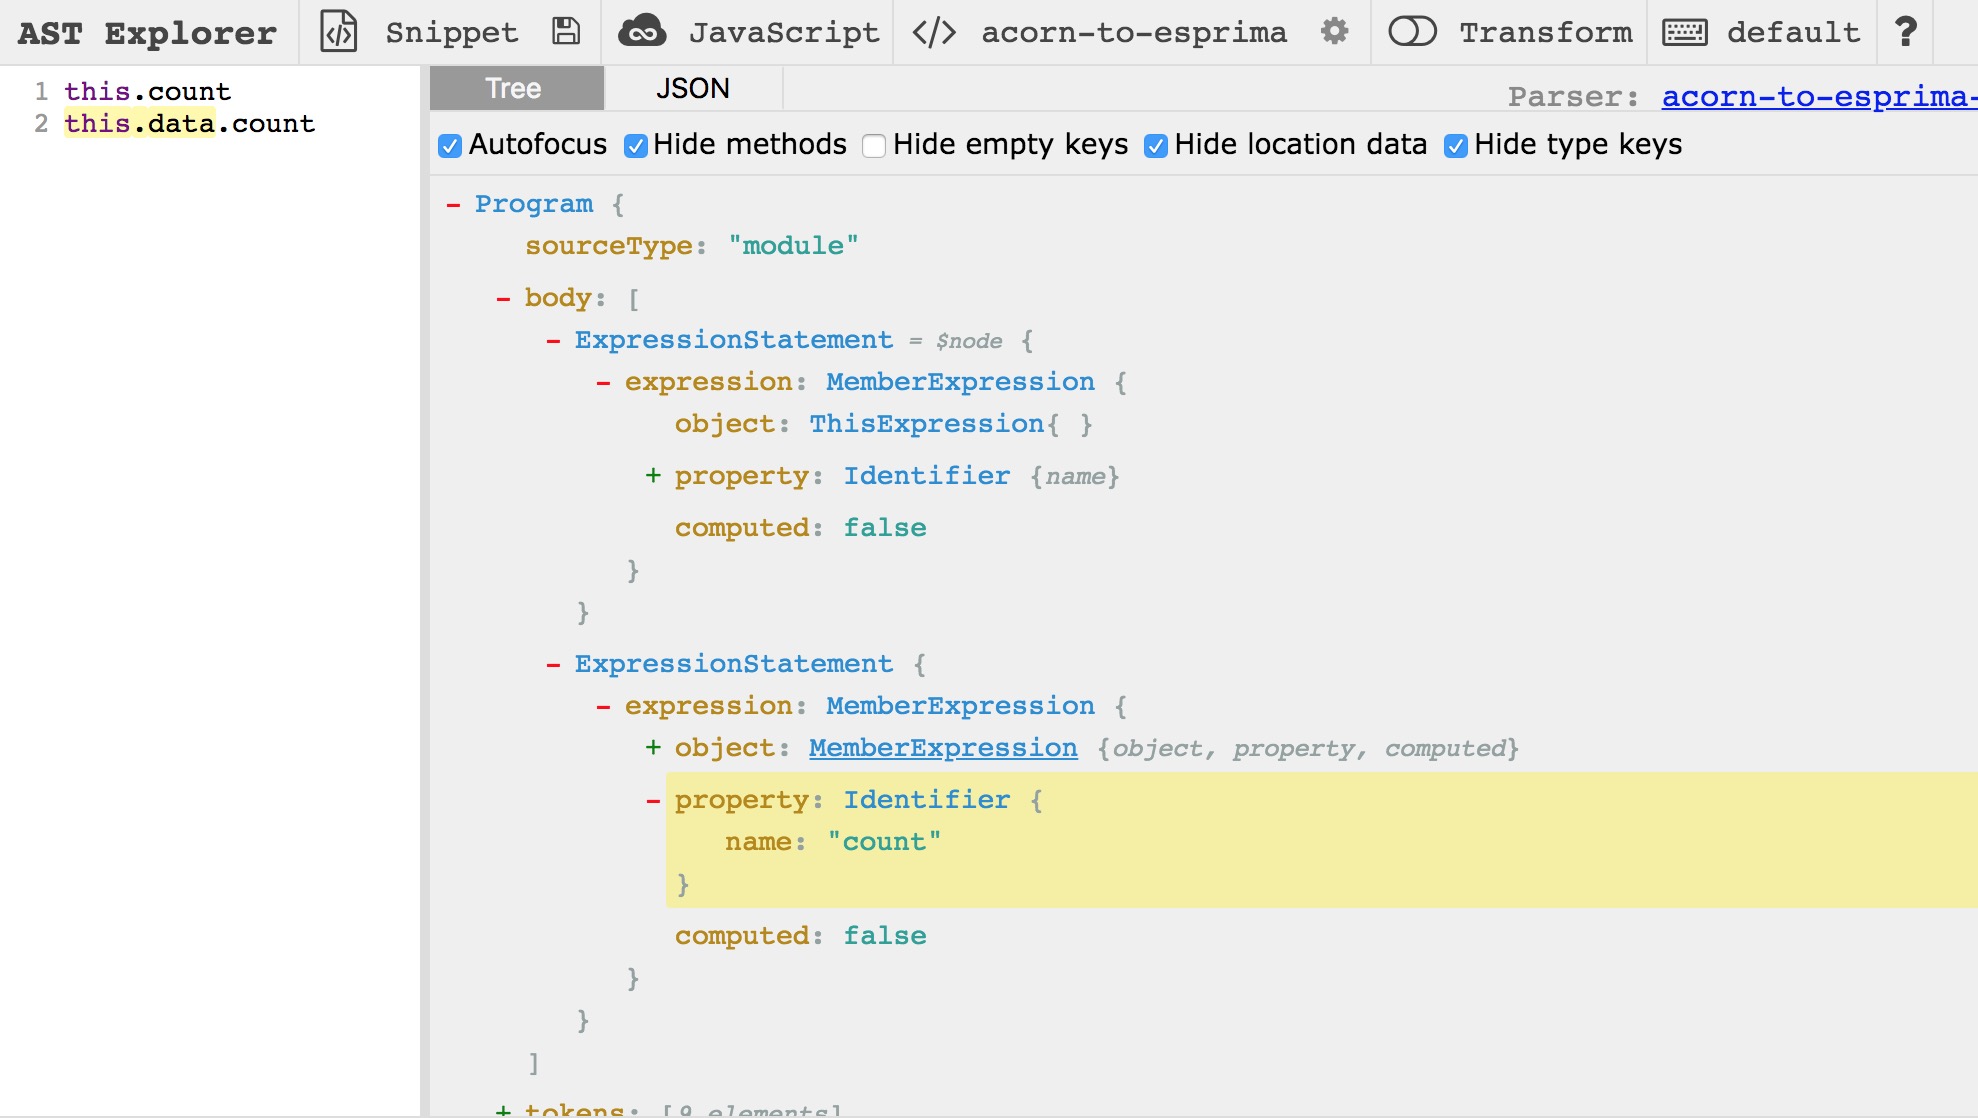 AST Explorer Snippet JavaScript </> acorn-to-esprima Transform default ?
1 this.count
2 this.data.count
Tree JSON Parser: acorn-to-esprima-
Autofocus Hide methods Hide empty keys Hide location data Hide type keys
- Program {
sourceType: "module"
- body: [
- ExpressionStatement = $node {
- expression: MemberExpression {
object: ThisExpression{ }
+ property: Identifier {name}
computed: false
}
}
- ExpressionStatement {
- expression: MemberExpression {
+ object: MemberExpression {object, property, computed}
- property: Identifier {
name: "count"
}
computed: false
}
}
]
+ tokens: [9 elements]